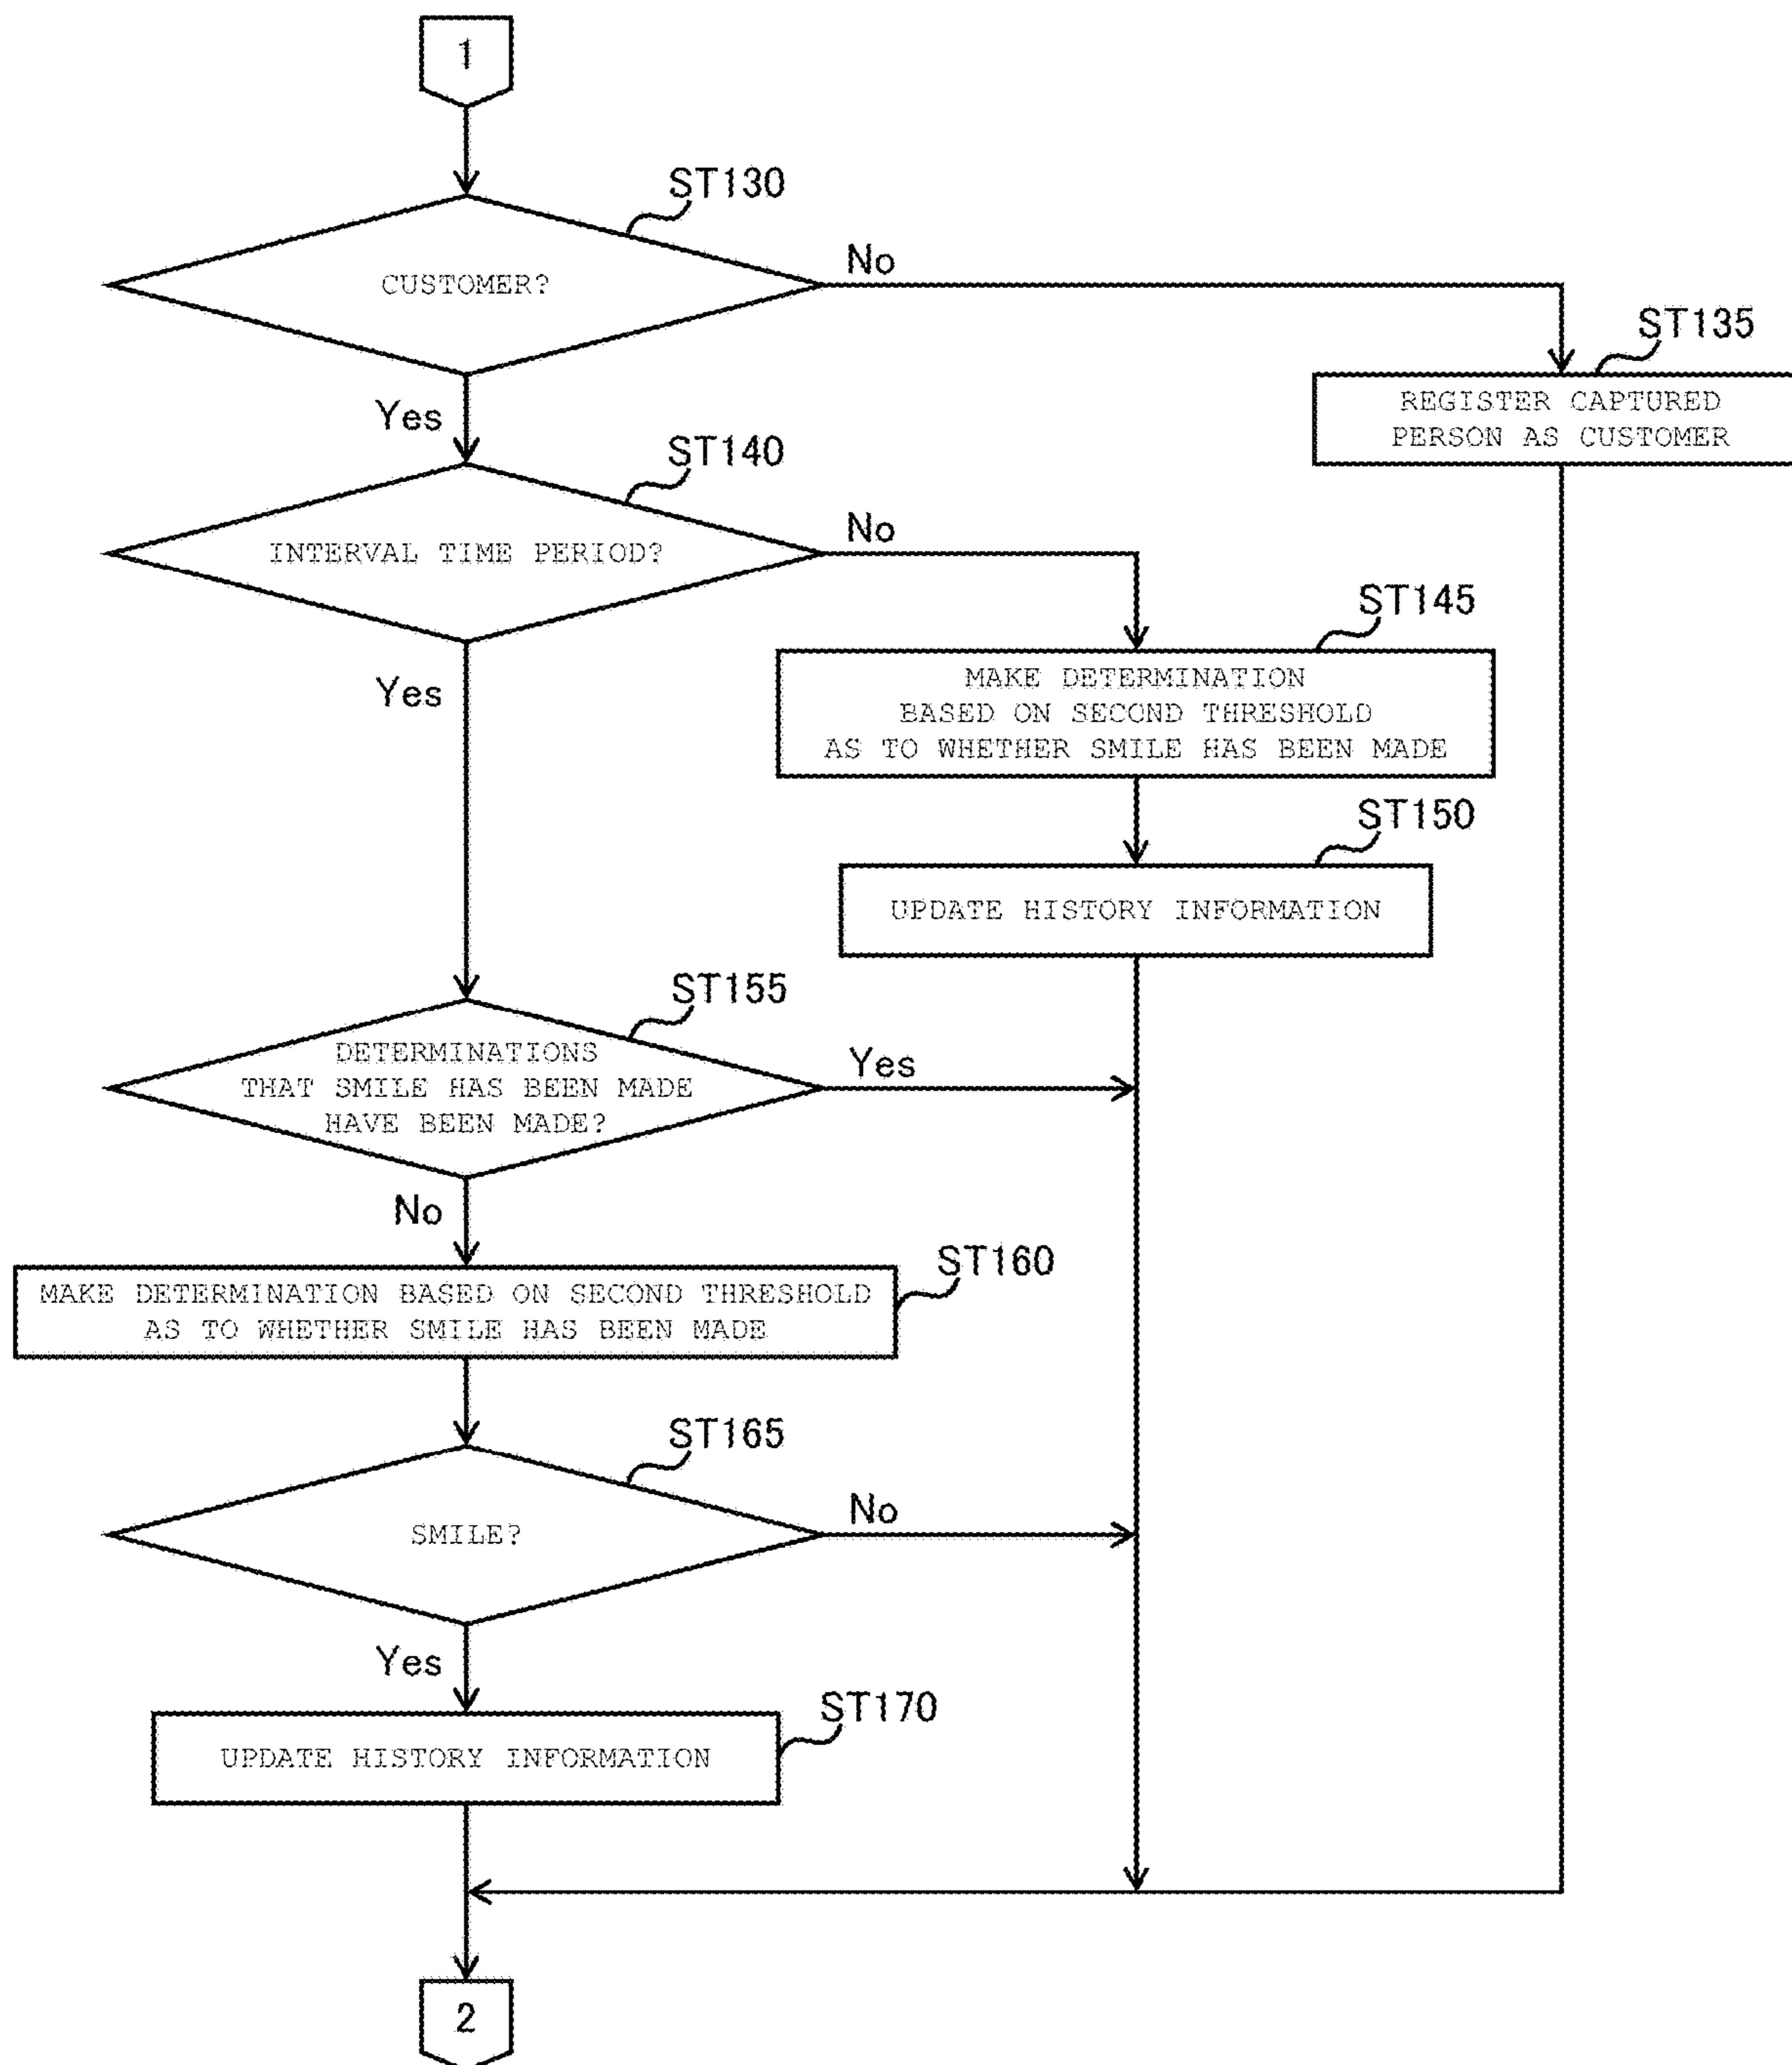 1
ST130
CUSTOMER?
No
ST135
REGISTER CAPTURED
PERSON AS CUSTOMER
Yes
ST140
INTERVAL TIME PERIOD?
No
ST145
MAKE DETERMINATION
BASED ON SECOND THRESHOLD
AS TO WHETHER SMILE HAS BEEN MADE
Yes
ST150
UPDATE HISTORY INFORMATION
ST155
DETERMINATIONS
THAT SMILE HAS BEEN MADE
HAVE BEEN MADE?
Yes
No
ST160
MAKE DETERMINATION BASED ON SECOND THRESHOLD
AS TO WHETHER SMILE HAS BEEN MADE
ST165
SMILE?
No
Yes
ST170
UPDATE HISTORY INFORMATION
2